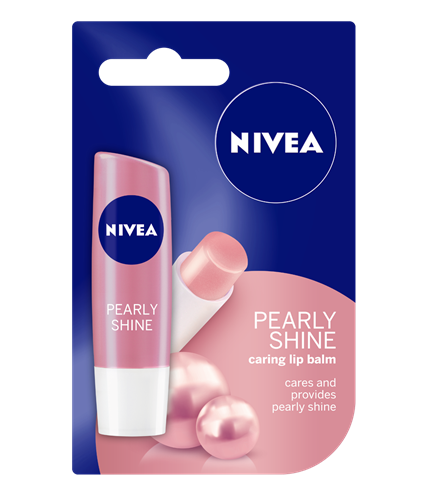 NIVEA
NIVEA
PEARLY
SHINE
PEARLY
SHINE
caring lip balm
cares and
provides
pearly shine